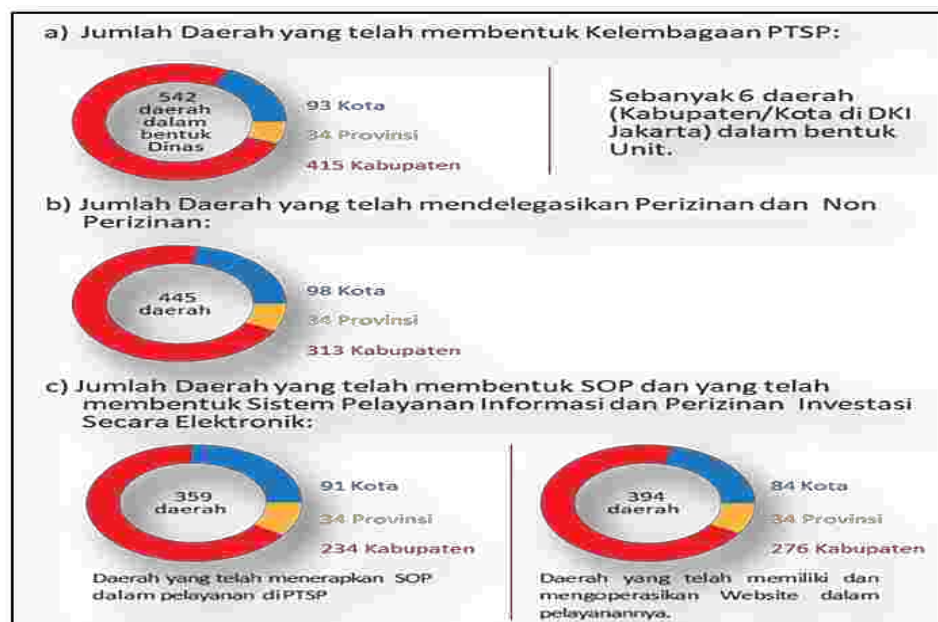 a) Jumlah Daerah yang telah membentuk Kelembagaan PTSP:
542
daerah
dalam
bentuk
Dinas
93 Kota
34 Provinsi
415 Kabupaten
Sebanyak 6 daerah
(Kabupaten/Kota di DKI
Jakarta) dalam bentuk
Unit.
b) Jumlah Daerah yang telah mendelegasikan Perizinan dan Non
Perizinan:
445
daerah
98 Kota
34 Provinsi
313 Kabupaten
c) Jumlah Daerah yang telah membentuk SOP dan yang telah
membentuk Sistem Pelayanan Informasi dan Perizinan Investasi
Secara Elektronik:
359
daerah
91 Kota
34 Provinsi
234 Kabupaten
Daerah yang telah menerapkan SOP
dalam pelayanan di PTSP
394
daerah
84 Kota
34 Provinsi
276 Kabupaten
Daerah yang telah memiliki dan
mengoperasikan Website dalam
pelayanannya.